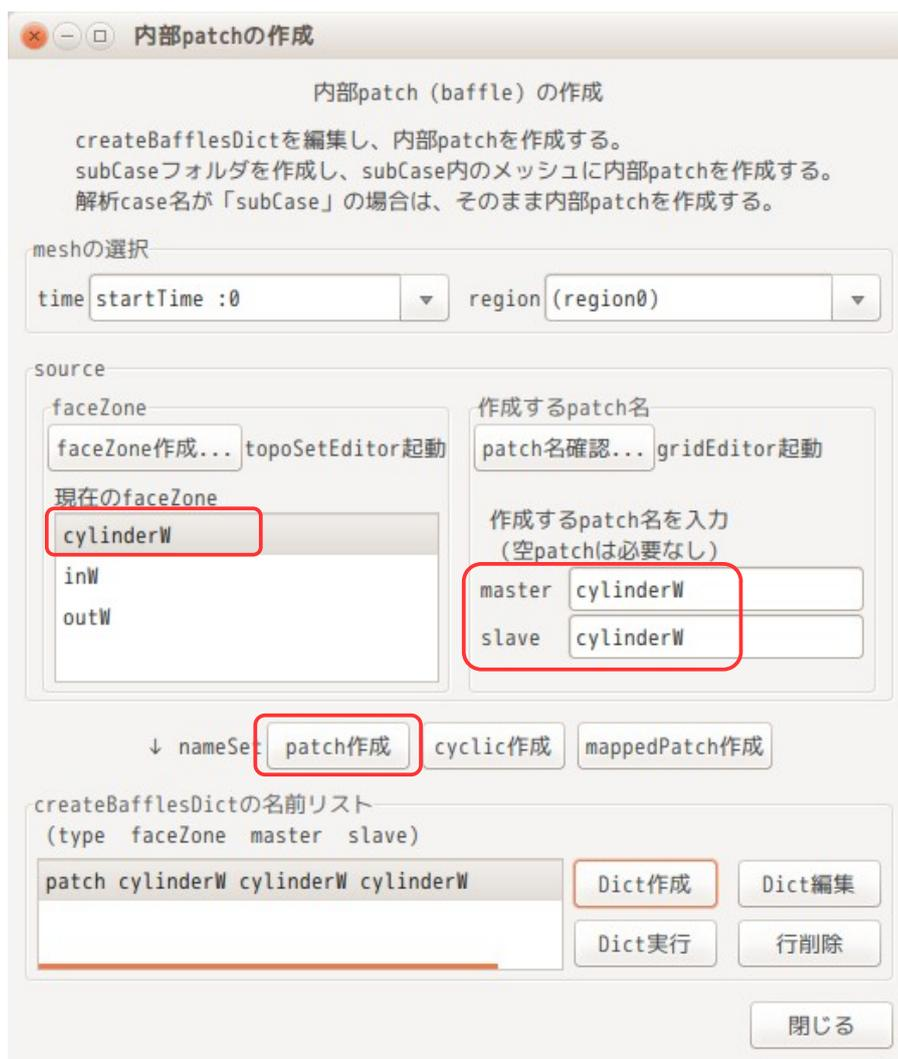 内部patchの作成
内部patch (baffle) の作成
createBafflesDictを編集し、内部patchを作成する。
subCaseフォルダを作成し、subCase内のメッシュに内部patchを作成する。
解析case名が「subCase」の場合は、そのまま内部patchを作成する。
meshの選択
time startTime :0 region (region0)
source
faceZone
faceZone作成... topoSetEditor起動
現在のfaceZone
cylinderW
inW
outW
作成するpatch名
patch名確認... gridEditor起動
作成するpatch名を入力
(空patchは必要なし)
master cylinderW
slave cylinderW
↓ nameSet patch作成 cyclic作成 mappedPatch作成
createBafflesDictの名前リスト
(type faceZone master slave)
patch cylinderW cylinderW cylinderW
Dict作成 Dict編集
Dict実行 行削除
閉じる